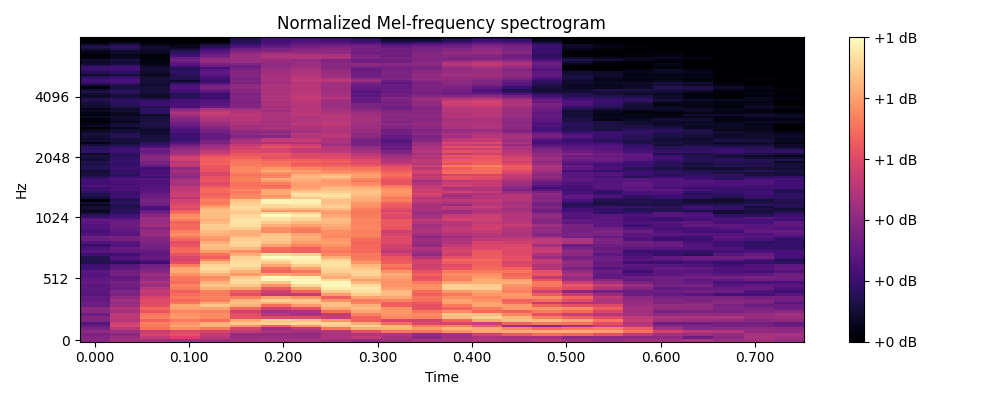 Normalized Mel-frequency spectrogram
+1 dB
4096
+1 dB
2048
+1 dB
Hz
1024
+0 dB
512
+0 dB
0
+0 dB
0.000 0.100 0.200 0.300 0.400 0.500 0.600 0.700
Time